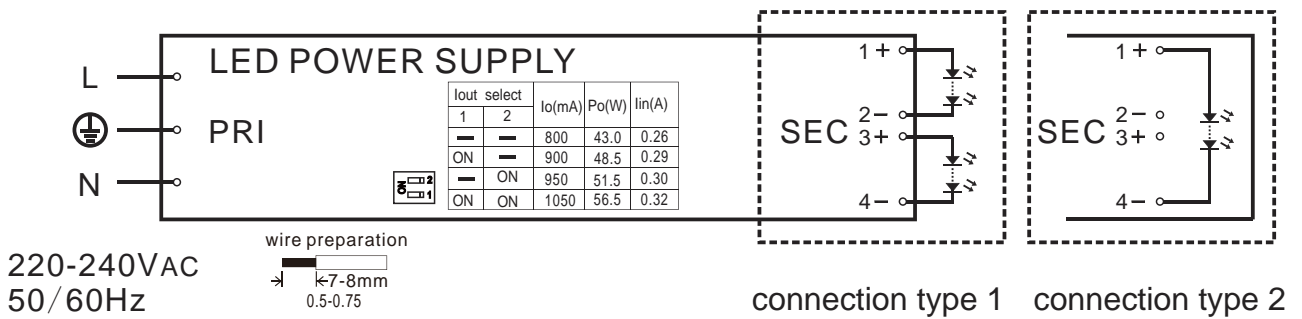 LED POWER SUPPLY
L
PRI
N
Iout select
1 2
Io(mA) Po(W) Iin(A)
— — 800 43.0 0.26
ON — 900 48.5 0.29
— ON 950 51.5 0.30
ON ON 1050 56.5 0.32
ON 2
1
SEC
1+
2-
3+
4-
SEC
1+
2-
3+
4-
220-240VAC
50/60Hz
wire preparation
7-8mm
0.5-0.75
connection type 1
connection type 2